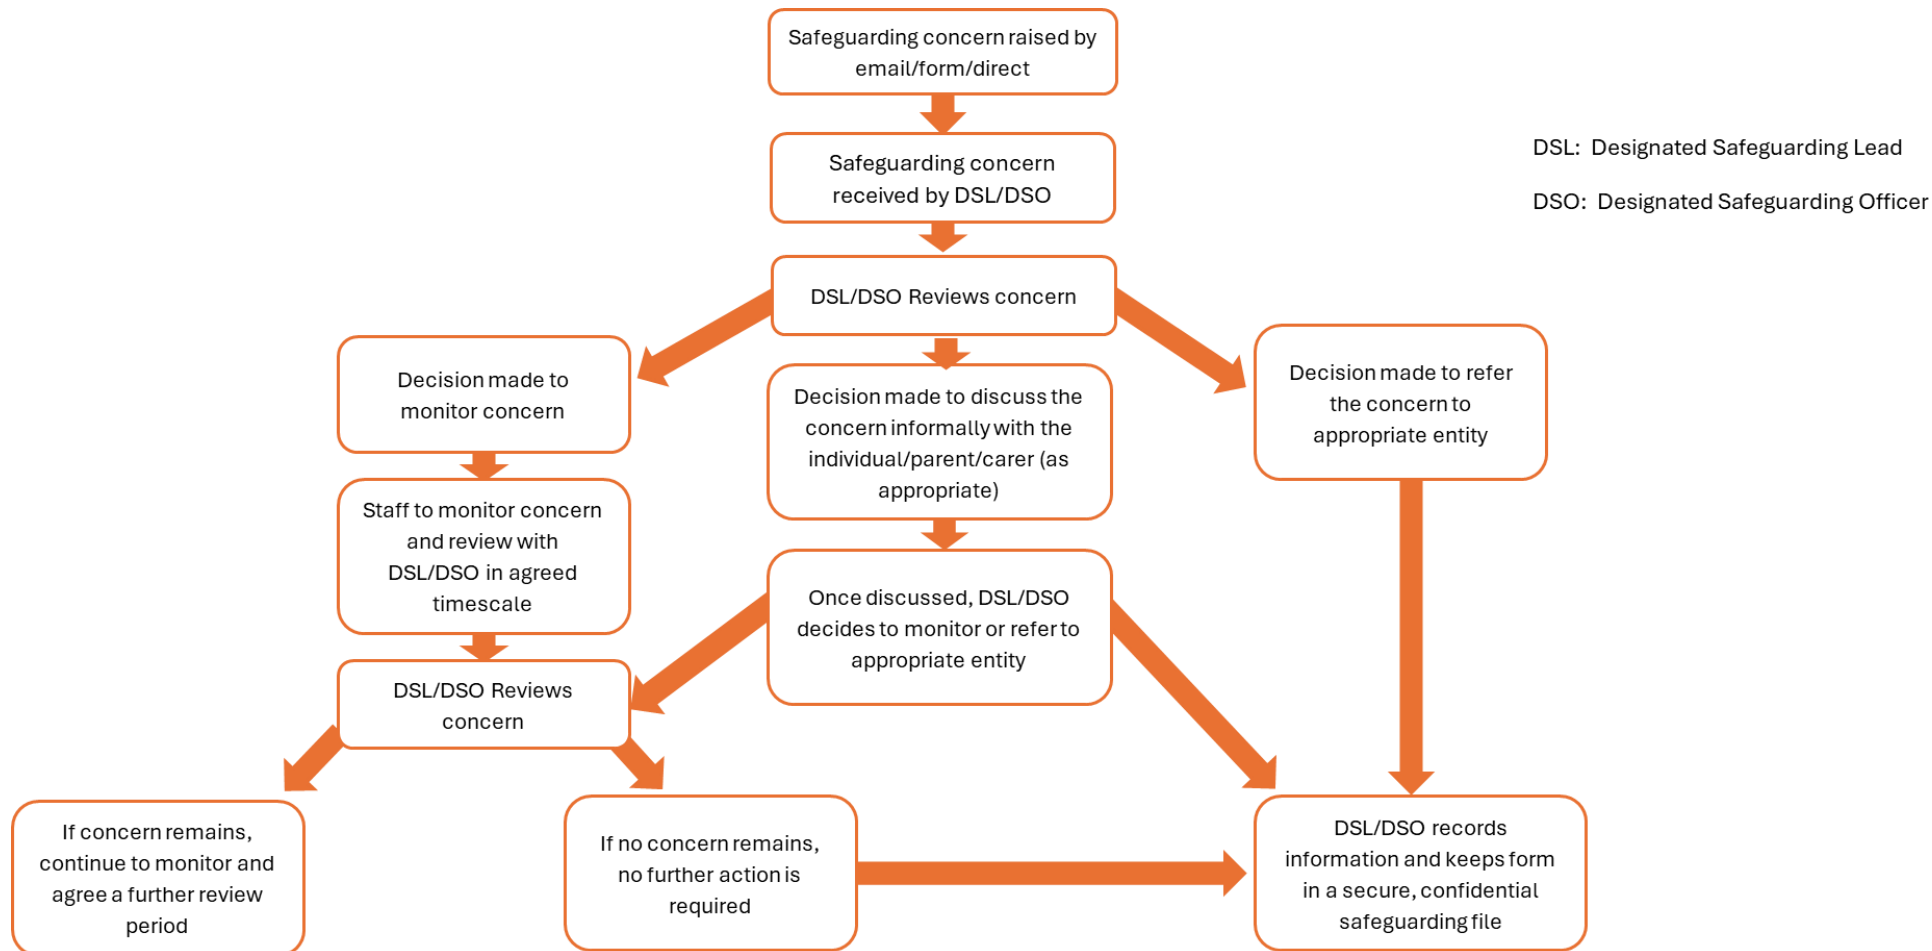 Safeguarding concern raised by
email/form/direct
Safeguarding concern
received by DSL/DSO
DSL: Designated Safeguarding Lead
DSO: Designated Safeguarding Officer
DSL/DSO Reviews concern
Decision made to
monitor concern
Decision made to discuss the
concern informally with the
individual/parent/carer (as
appropriate)
Decision made to refer
the concern to
appropriate entity
Staff to monitor concern
and review with
DSL/DSO in agreed
timescale
Once discussed, DSL/DSO
decides to monitor or refer to
appropriate entity
DSL/DSO Reviews
concern
If concern remains,
continue to monitor and
agree a further review
period
If no concern remains,
no further action is
required
DSL/DSO records
information and keeps form
in a secure, confidential
safeguarding file